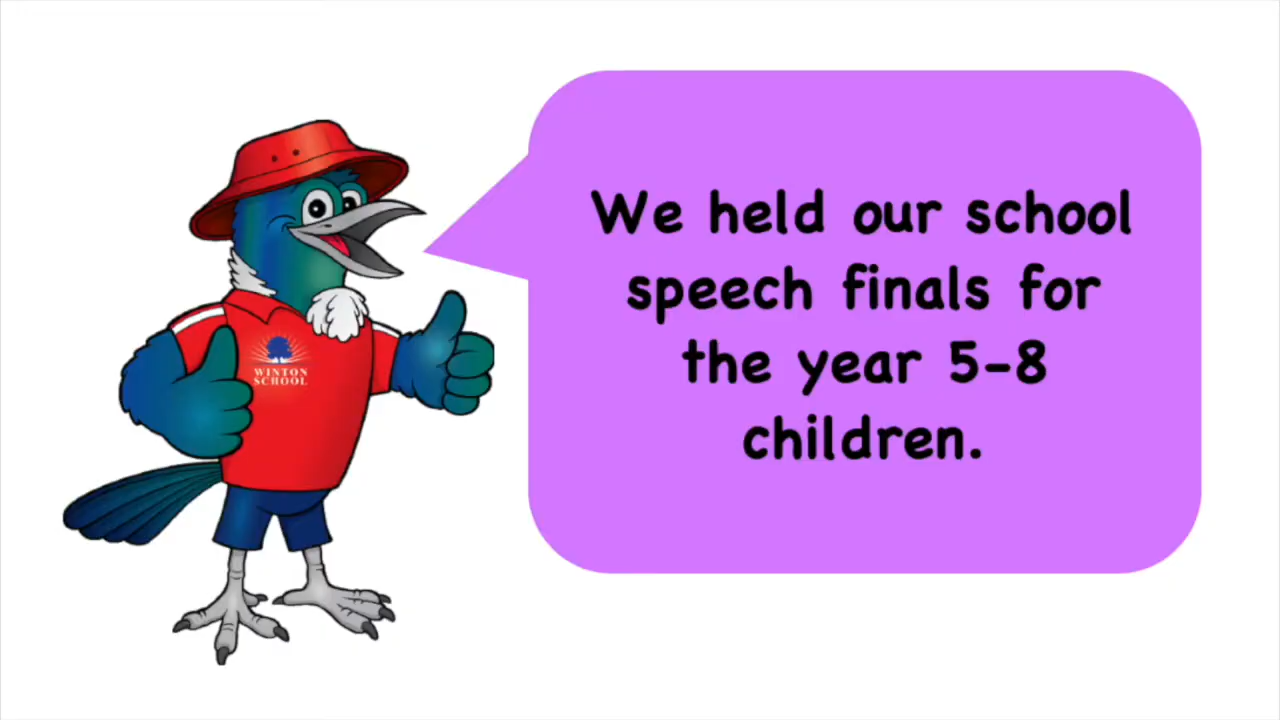 We held our school
speech finals for
the year 5-8
children.
WINTON
SCHOOL